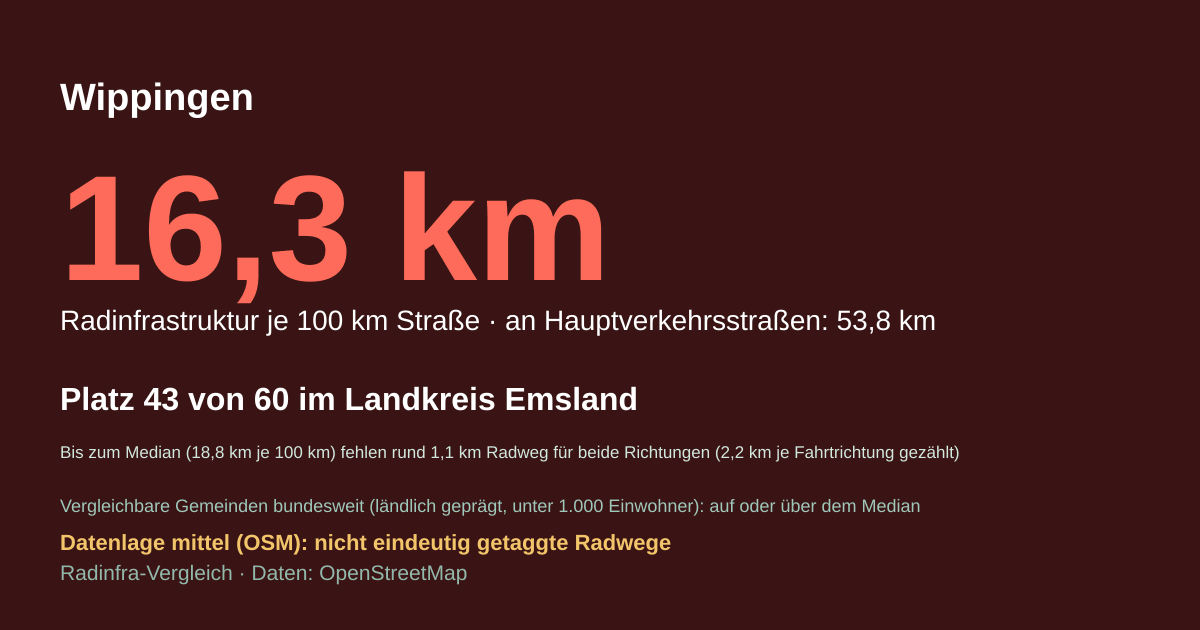 Wippingen
16,3 km
Radinfrastruktur je 100 km Straße · an Hauptverkehrsstraßen: 53,8 km
Platz 43 von 60 im Landkreis Emsland
Bis zum Median (18,8 km je 100 km) fehlen rund 1,1 km Radweg für beide Richtungen (2,2 km je Fahrtrichtung gezählt)
Vergleichbare Gemeinden bundesweit (ländlich geprägt, unter 1.000 Einwohner): auf oder über dem Median
Datenlage mittel (OSM): nicht eindeutig getaggte Radwege
Radinfra-Vergleich · Daten: OpenStreetMap